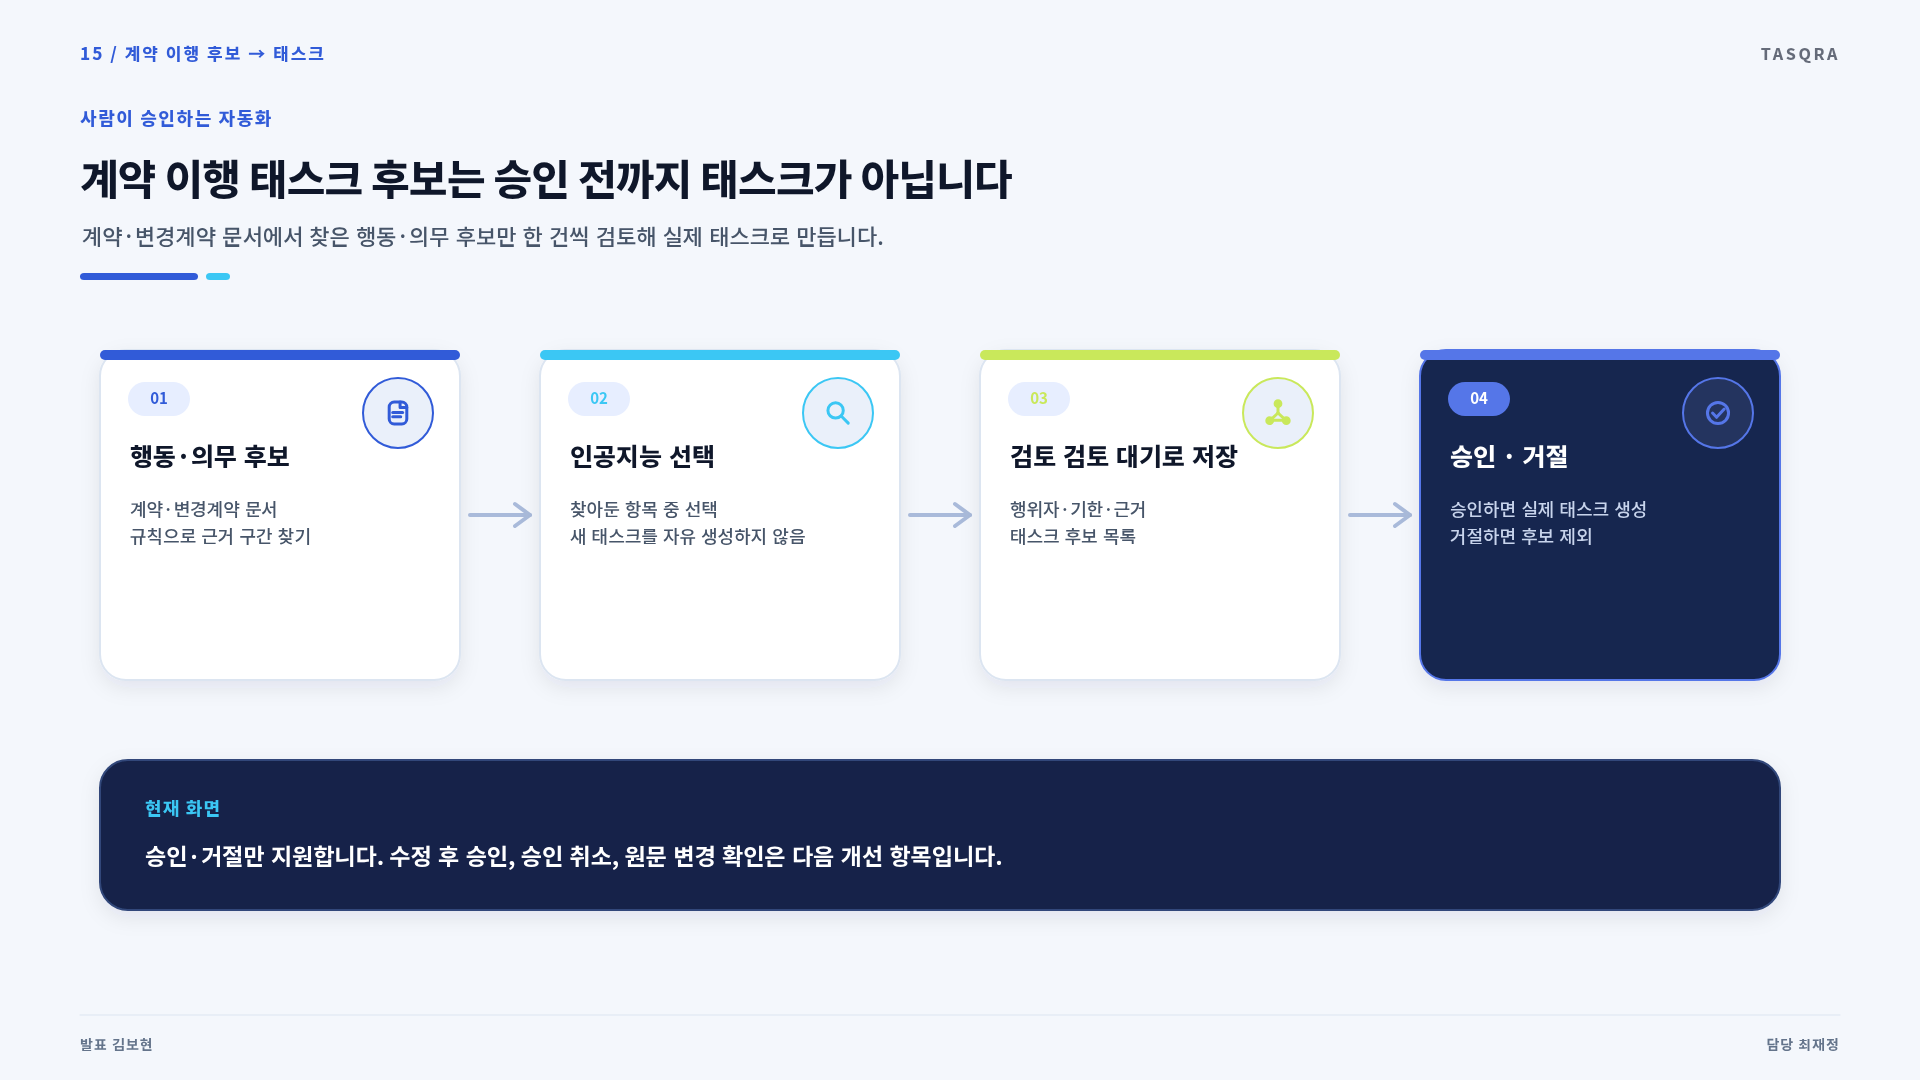 15 / 계약 이행 후보 → 태스크
TASQRA
사람이 승인하는 자동화
계약 이행 태스크 후보는 승인 전까지 태스크가 아닙니다
계약·변경계약 문서에서 찾은 행동·의무 후보만 한 건씩 검토해 실제 태스크로 만듭니다.
01
행동·의무 후보
계약·변경계약 문서
규칙으로 근거 구간 찾기
02
인공지능 선택
찾아둔 항목 중 선택
새 태스크를 자유 생성하지 않음
03
검토 검토 대기로 저장
행위자·기한·근거
태스크 후보 목록
04
승인 · 거절
승인하면 실제 태스크 생성
거절하면 후보 제외
현재 화면
승인·거절만 지원합니다. 수정 후 승인, 승인 취소, 원문 변경 확인은 다음 개선 항목입니다.
발표 김보현
담당 최재정